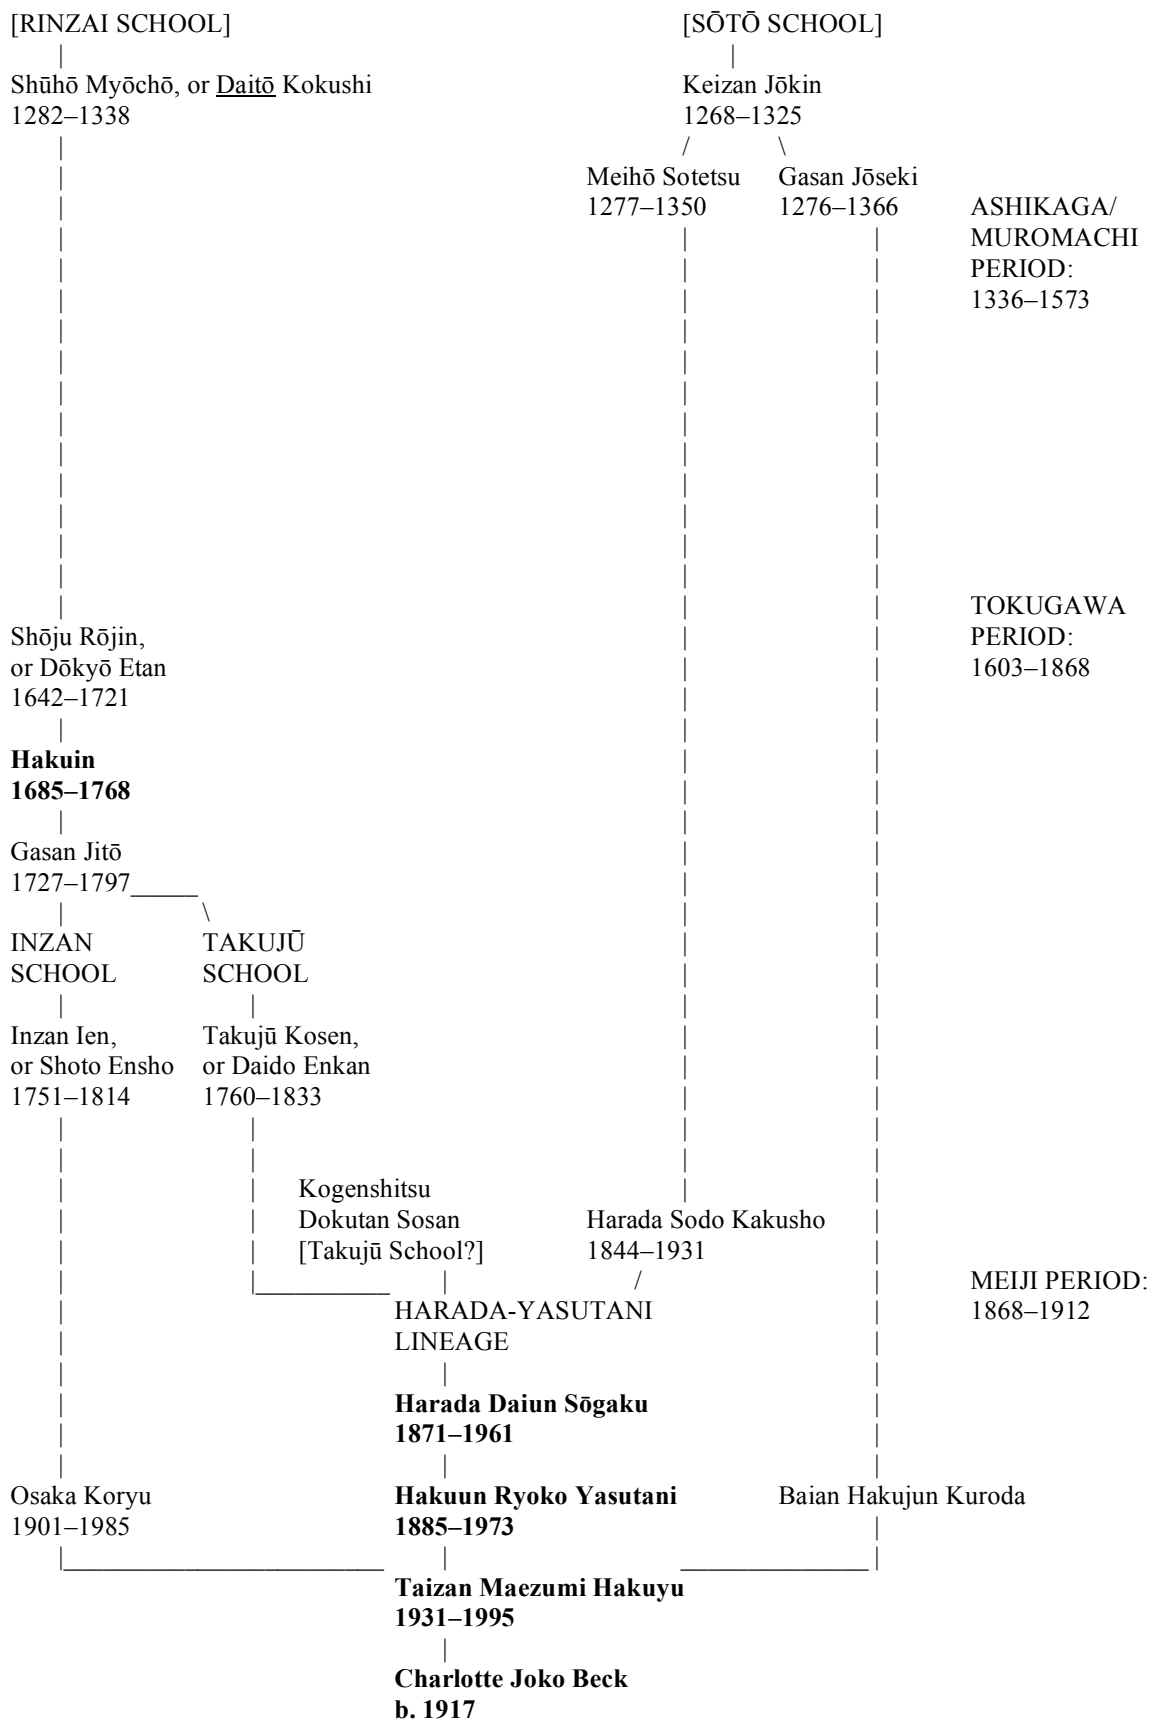 [RINZAI SCHOOL]
[SŌTŌ SCHOOL]
Shūhō Myōchō, or Daitō Kokushi
1282–1338
Keizan Jōkin
1268–1325
Meihō Sotetsu
1277–1350
Gasan Jōseki
1276–1366
ASHIKAGA/
MUROMACHI
PERIOD:
1336–1573
TOKUGAWA
PERIOD:
1603–1868
Shōju Rōjin,
or Dōkyō Etan
1642–1721
Hakuin
1685–1768
Gasan Jitō
1727–1797
INZAN
SCHOOL
TAKUJŪ
SCHOOL
Inzan Ien,
or Shoto Ensho
1751–1814
Takujū Kosen,
or Daido Enkan
1760–1833
Kogenshitsu
Dokutan Sosan
[Takujū School?]
Harada Sodo Kakusho
1844–1931
MEIJI PERIOD:
1868–1912
HARADA-YASUTANI
LINEAGE
Harada Daiun Sōgaku
1871–1961
Osaka Koryu
1901–1985
Hakuun Ryoko Yasutani
1885–1973
Baian Hakujun Kuroda
Taizan Maezumi Hakuyu
1931–1995
Charlotte Joko Beck
b. 1917